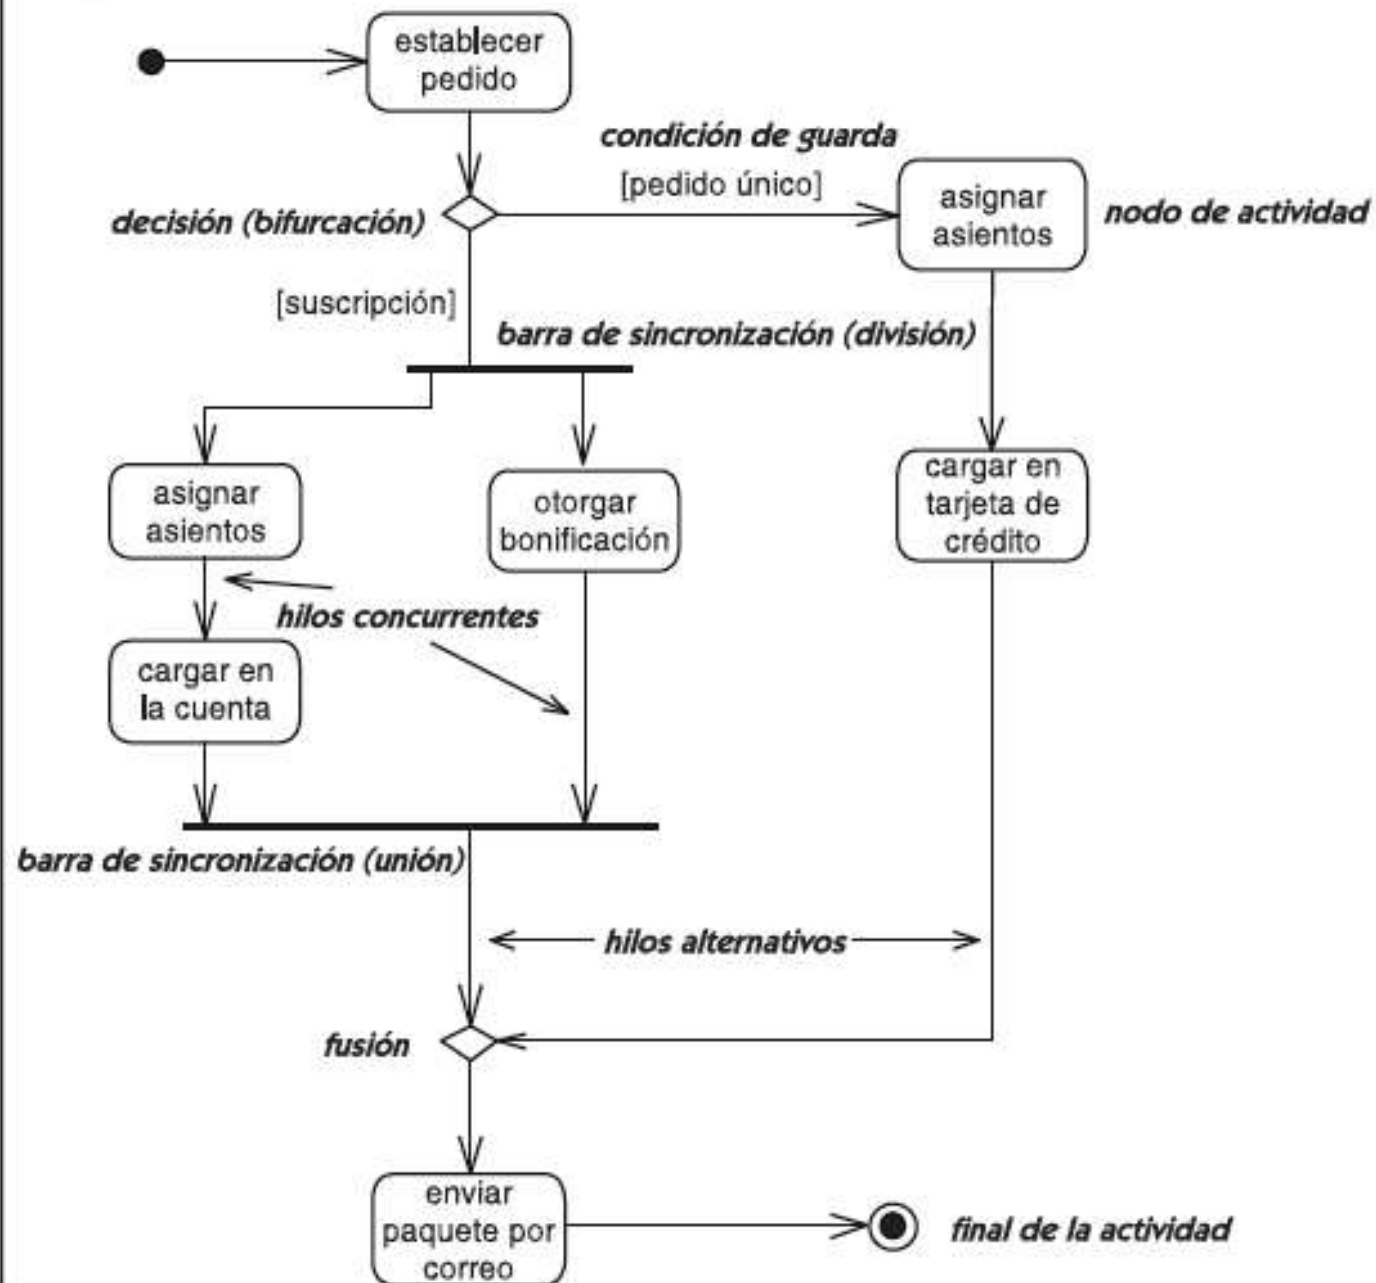 establecer
pedido
condición de guarda
[pedido único]
asignar
asientos
nodo de actividad
decisión (bifurcación)
[suscripción]
barra de sincronización (división)
asignar
asientos
otorgar
bonificación
cargar en
tarjeta de
crédito
hilos concurrentes
cargar en
la cuenta
barra de sincronización (unión)
hilos alternativos
fusión
enviar
paquete por
correo
final de la actividad